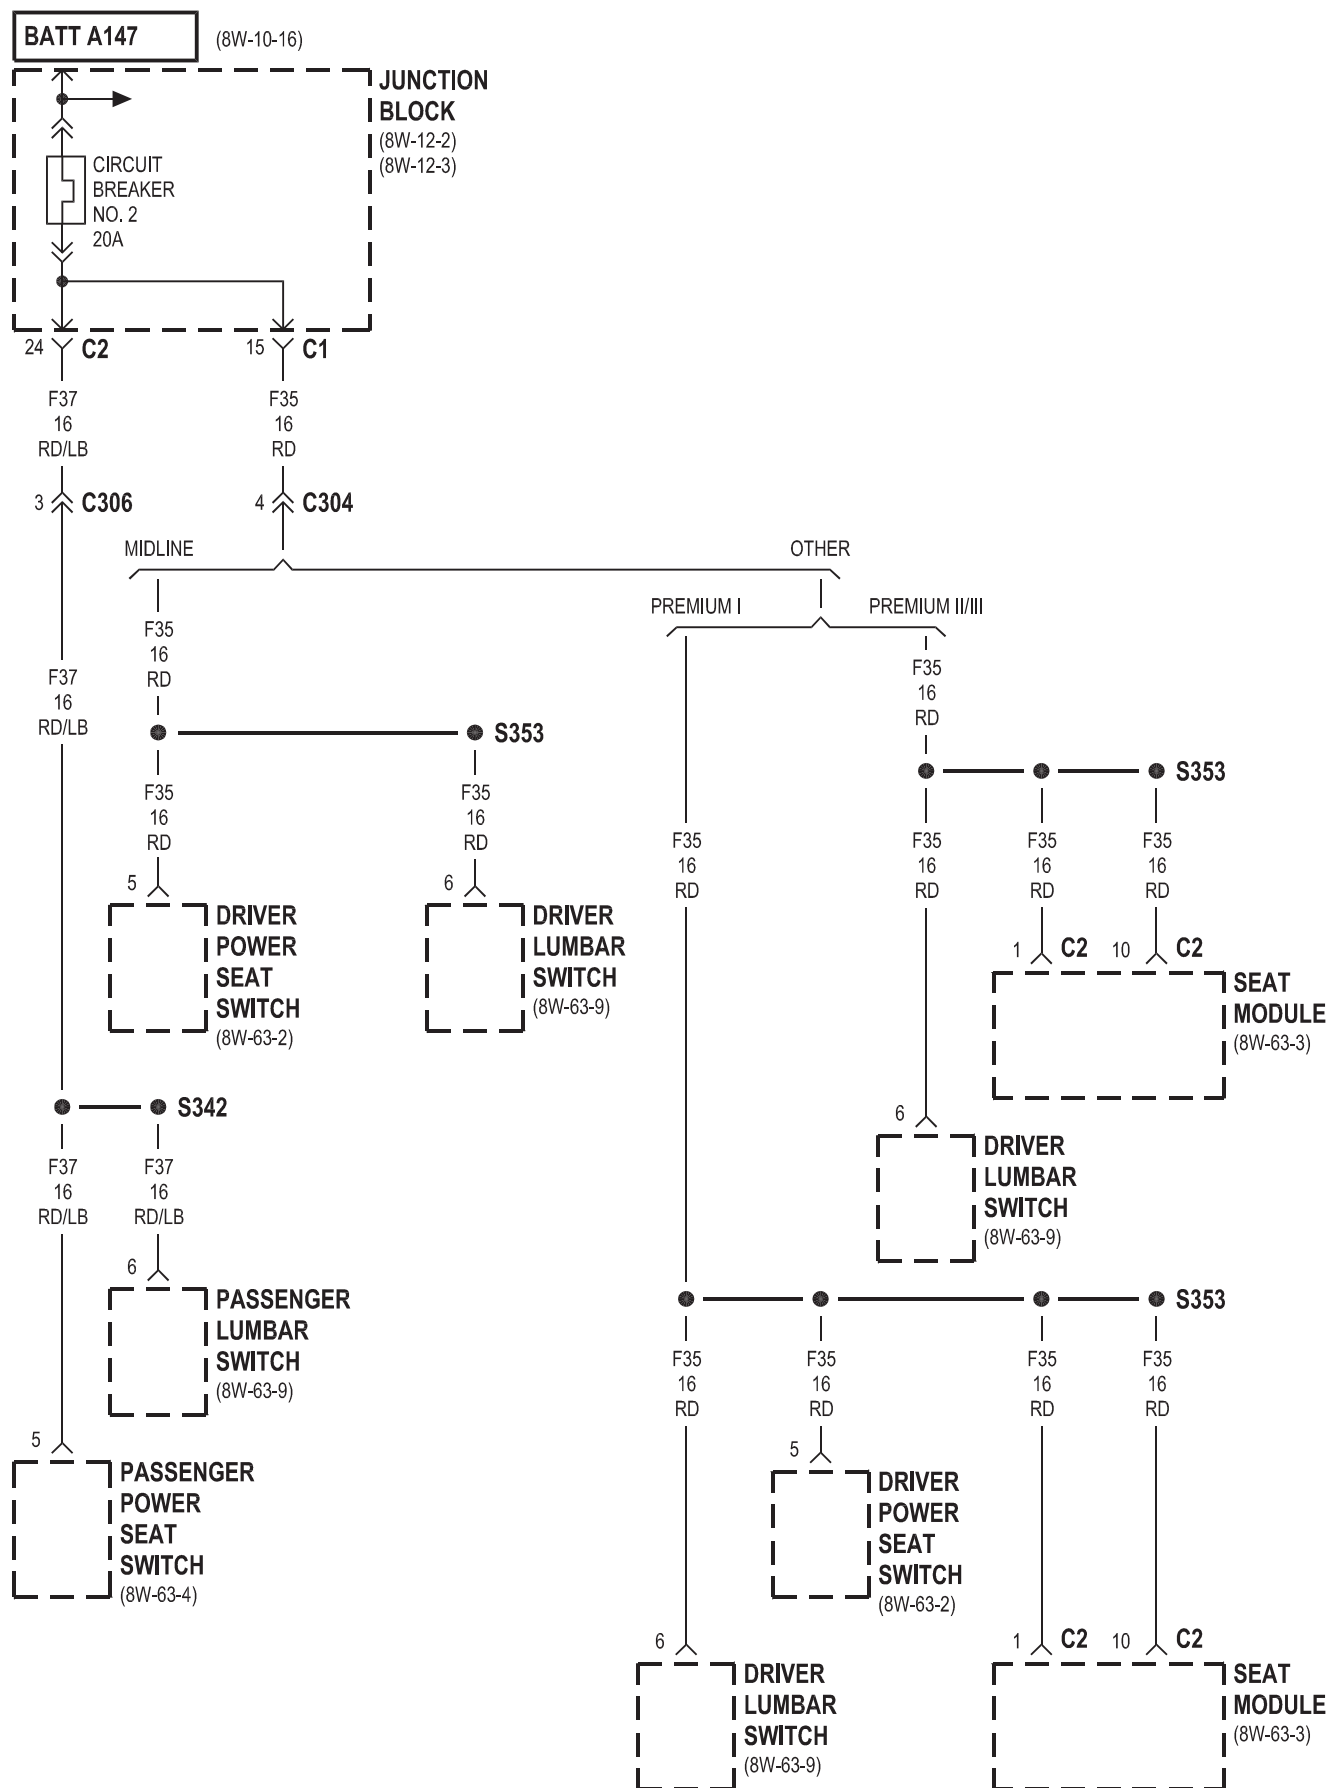 BATT A147
(8W-10-16)
JUNCTION
BLOCK
(8W-12-2)
(8W-12-3)
CIRCUIT
BREAKER
NO. 2
20A
24 C2
15 C1
F37
16
RD/LB
F35
16
RD
3 C306
4 C304
MIDLINE
OTHER
PREMIUM I
PREMIUM II/III
F35
16
RD
F37
16
RD/LB
F35
16
RD
S353
S353
F35
16
RD
F35
16
RD
F35
16
RD
F35
16
RD
F35
16
RD
F35
16
RD
5
DRIVER
POWER
SEAT
SWITCH
(8W-63-2)
6
DRIVER
LUMBAR
SWITCH
(8W-63-9)
1 C2
10 C2
SEAT
MODULE
(8W-63-3)
S342
F37
16
RD/LB
F37
16
RD/LB
6
DRIVER
LUMBAR
SWITCH
(8W-63-9)
6
PASSENGER
LUMBAR
SWITCH
(8W-63-9)
S353
F35
16
RD
F35
16
RD
F35
16
RD
F35
16
RD
5
PASSENGER
POWER
SEAT
SWITCH
(8W-63-4)
5
DRIVER
POWER
SEAT
SWITCH
(8W-63-2)
6
DRIVER
LUMBAR
SWITCH
(8W-63-9)
1 C2
10 C2
SEAT
MODULE
(8W-63-3)